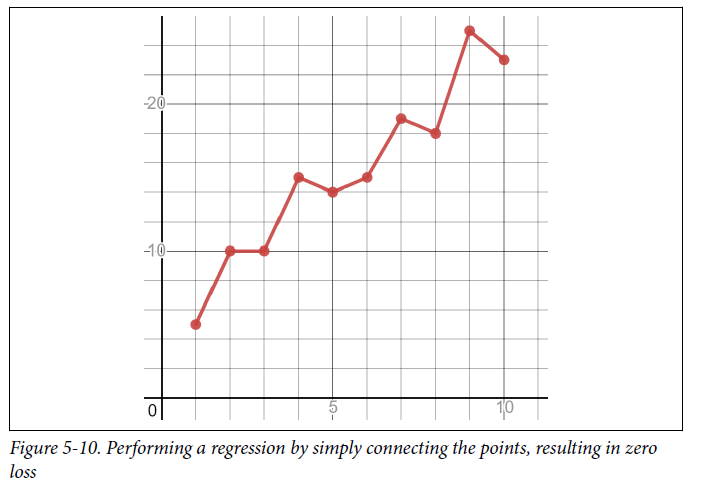 20
10
0
5
10
Figure 5-10. Performing a regression by simply connecting the points, resulting in zero
loss